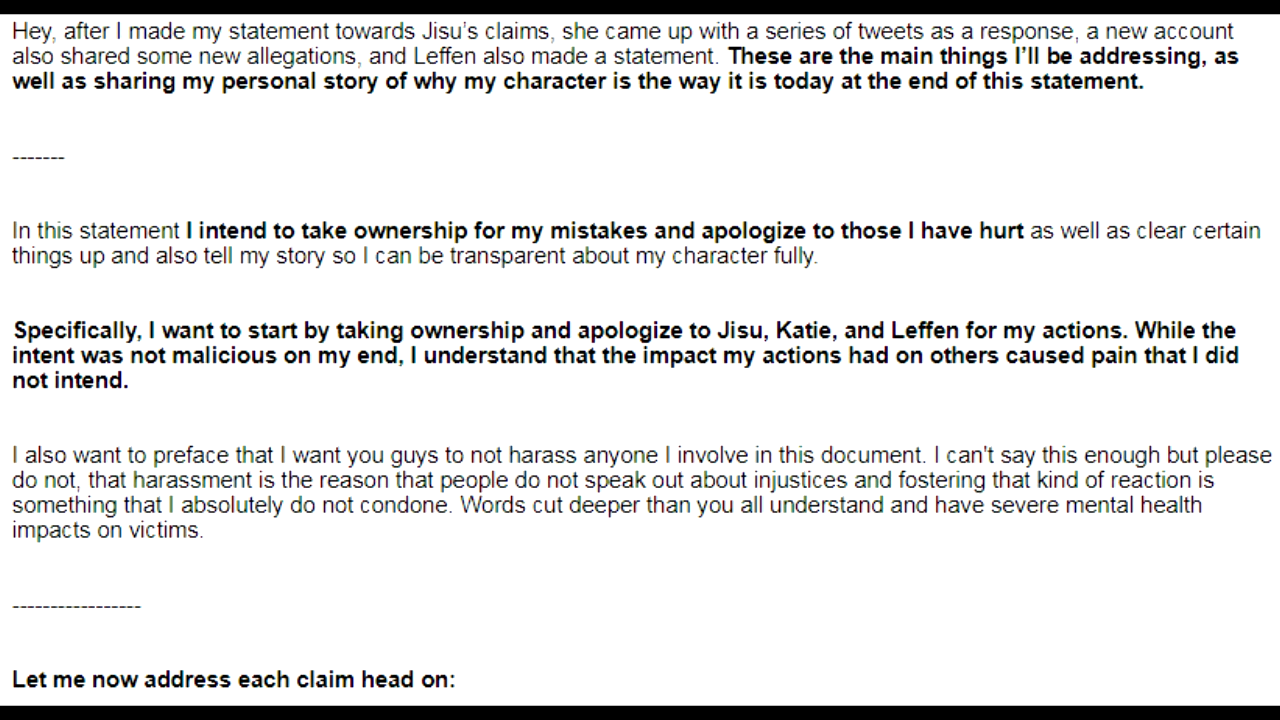 Hey, after I made my statement towards Jisu's claims, she came up with a series of tweets as a response, a new account
also shared some new allegations, and Leffen also made a statement. These are the main things I'll be addressing, as
well as sharing my personal story of why my character is the way it is today at the end of this statement.
-------
In this statement I intend to take ownership for my mistakes and apologize to those I have hurt as well as clear certain
things up and also tell my story so I can be transparent about my character fully.
Specifically, I want to start by taking ownership and apologize to Jisu, Katie, and Leffen for my actions. While the
intent was not malicious on my end, I understand that the impact my actions had on others caused pain that I did
not intend.
I also want to preface that I want you guys to not harass anyone I involve in this document. I can't say this enough but please
do not, that harassment is the reason that people do not speak out about injustices and fostering that kind of reaction is
something that I absolutely do not condone. Words cut deeper than you all understand and have severe mental health
impacts on victims.
-----------------
Let me now address each claim head on: